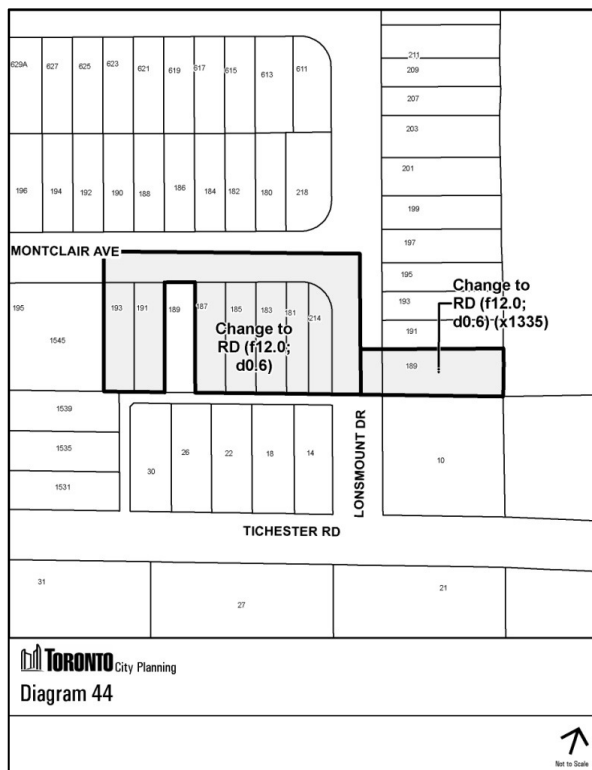 211
629A 627 625 623 621 619 617 615 613 611
209
207
203
201
196 194 192 190 188 186 184 182 180 218
199
197
MONTCLAIR AVE
195
193
191
Change to
RD (f12.0;
d0.6) (x1335)
195
193 191 189 187 185 183 181 214
Change to
RD (f12.0;
d0.6)
1545
189
1539
1535
1531
30 26 22 18 14
LONSMOUNT DR
10
TICHESTER RD
31
27
21
TORONTO City Planning
Diagram 44
Not to Scale